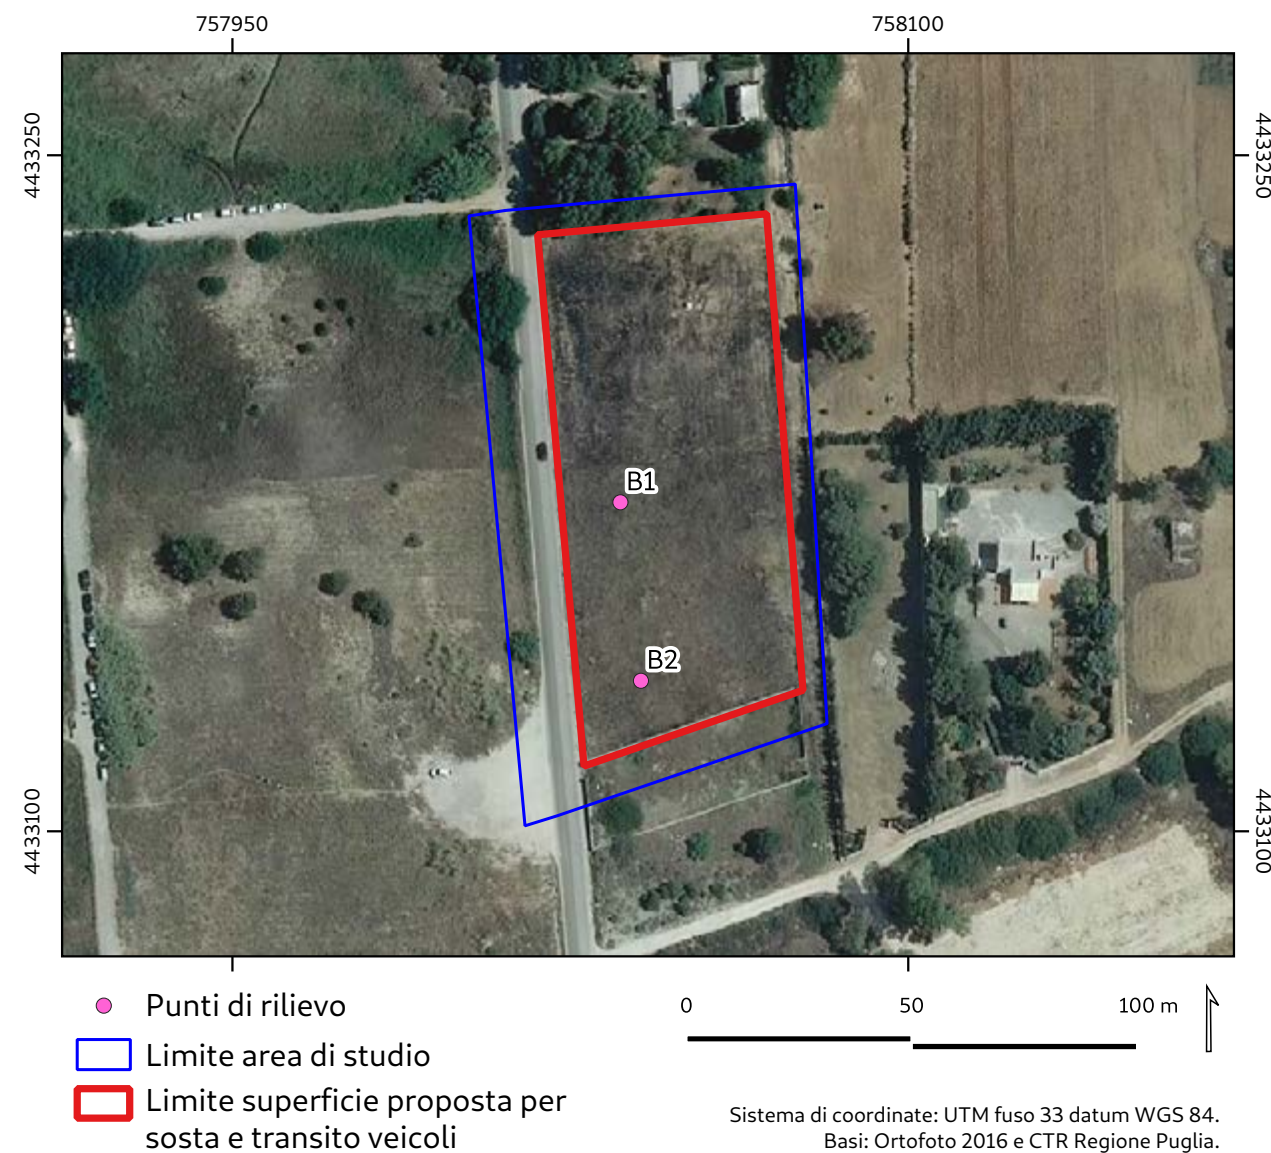 757950 758100
4433250 4433250
B1
B2
4433100 4433100
Punti di rilievo
Limite area di studio
Limite superficie proposta per
sosta e transito veicoli
0 50 100 m
Sistema di coordinate: UTM fuso 33 datum WGS 84.
Basi: Ortofoto 2016 e CTR Regione Puglia.